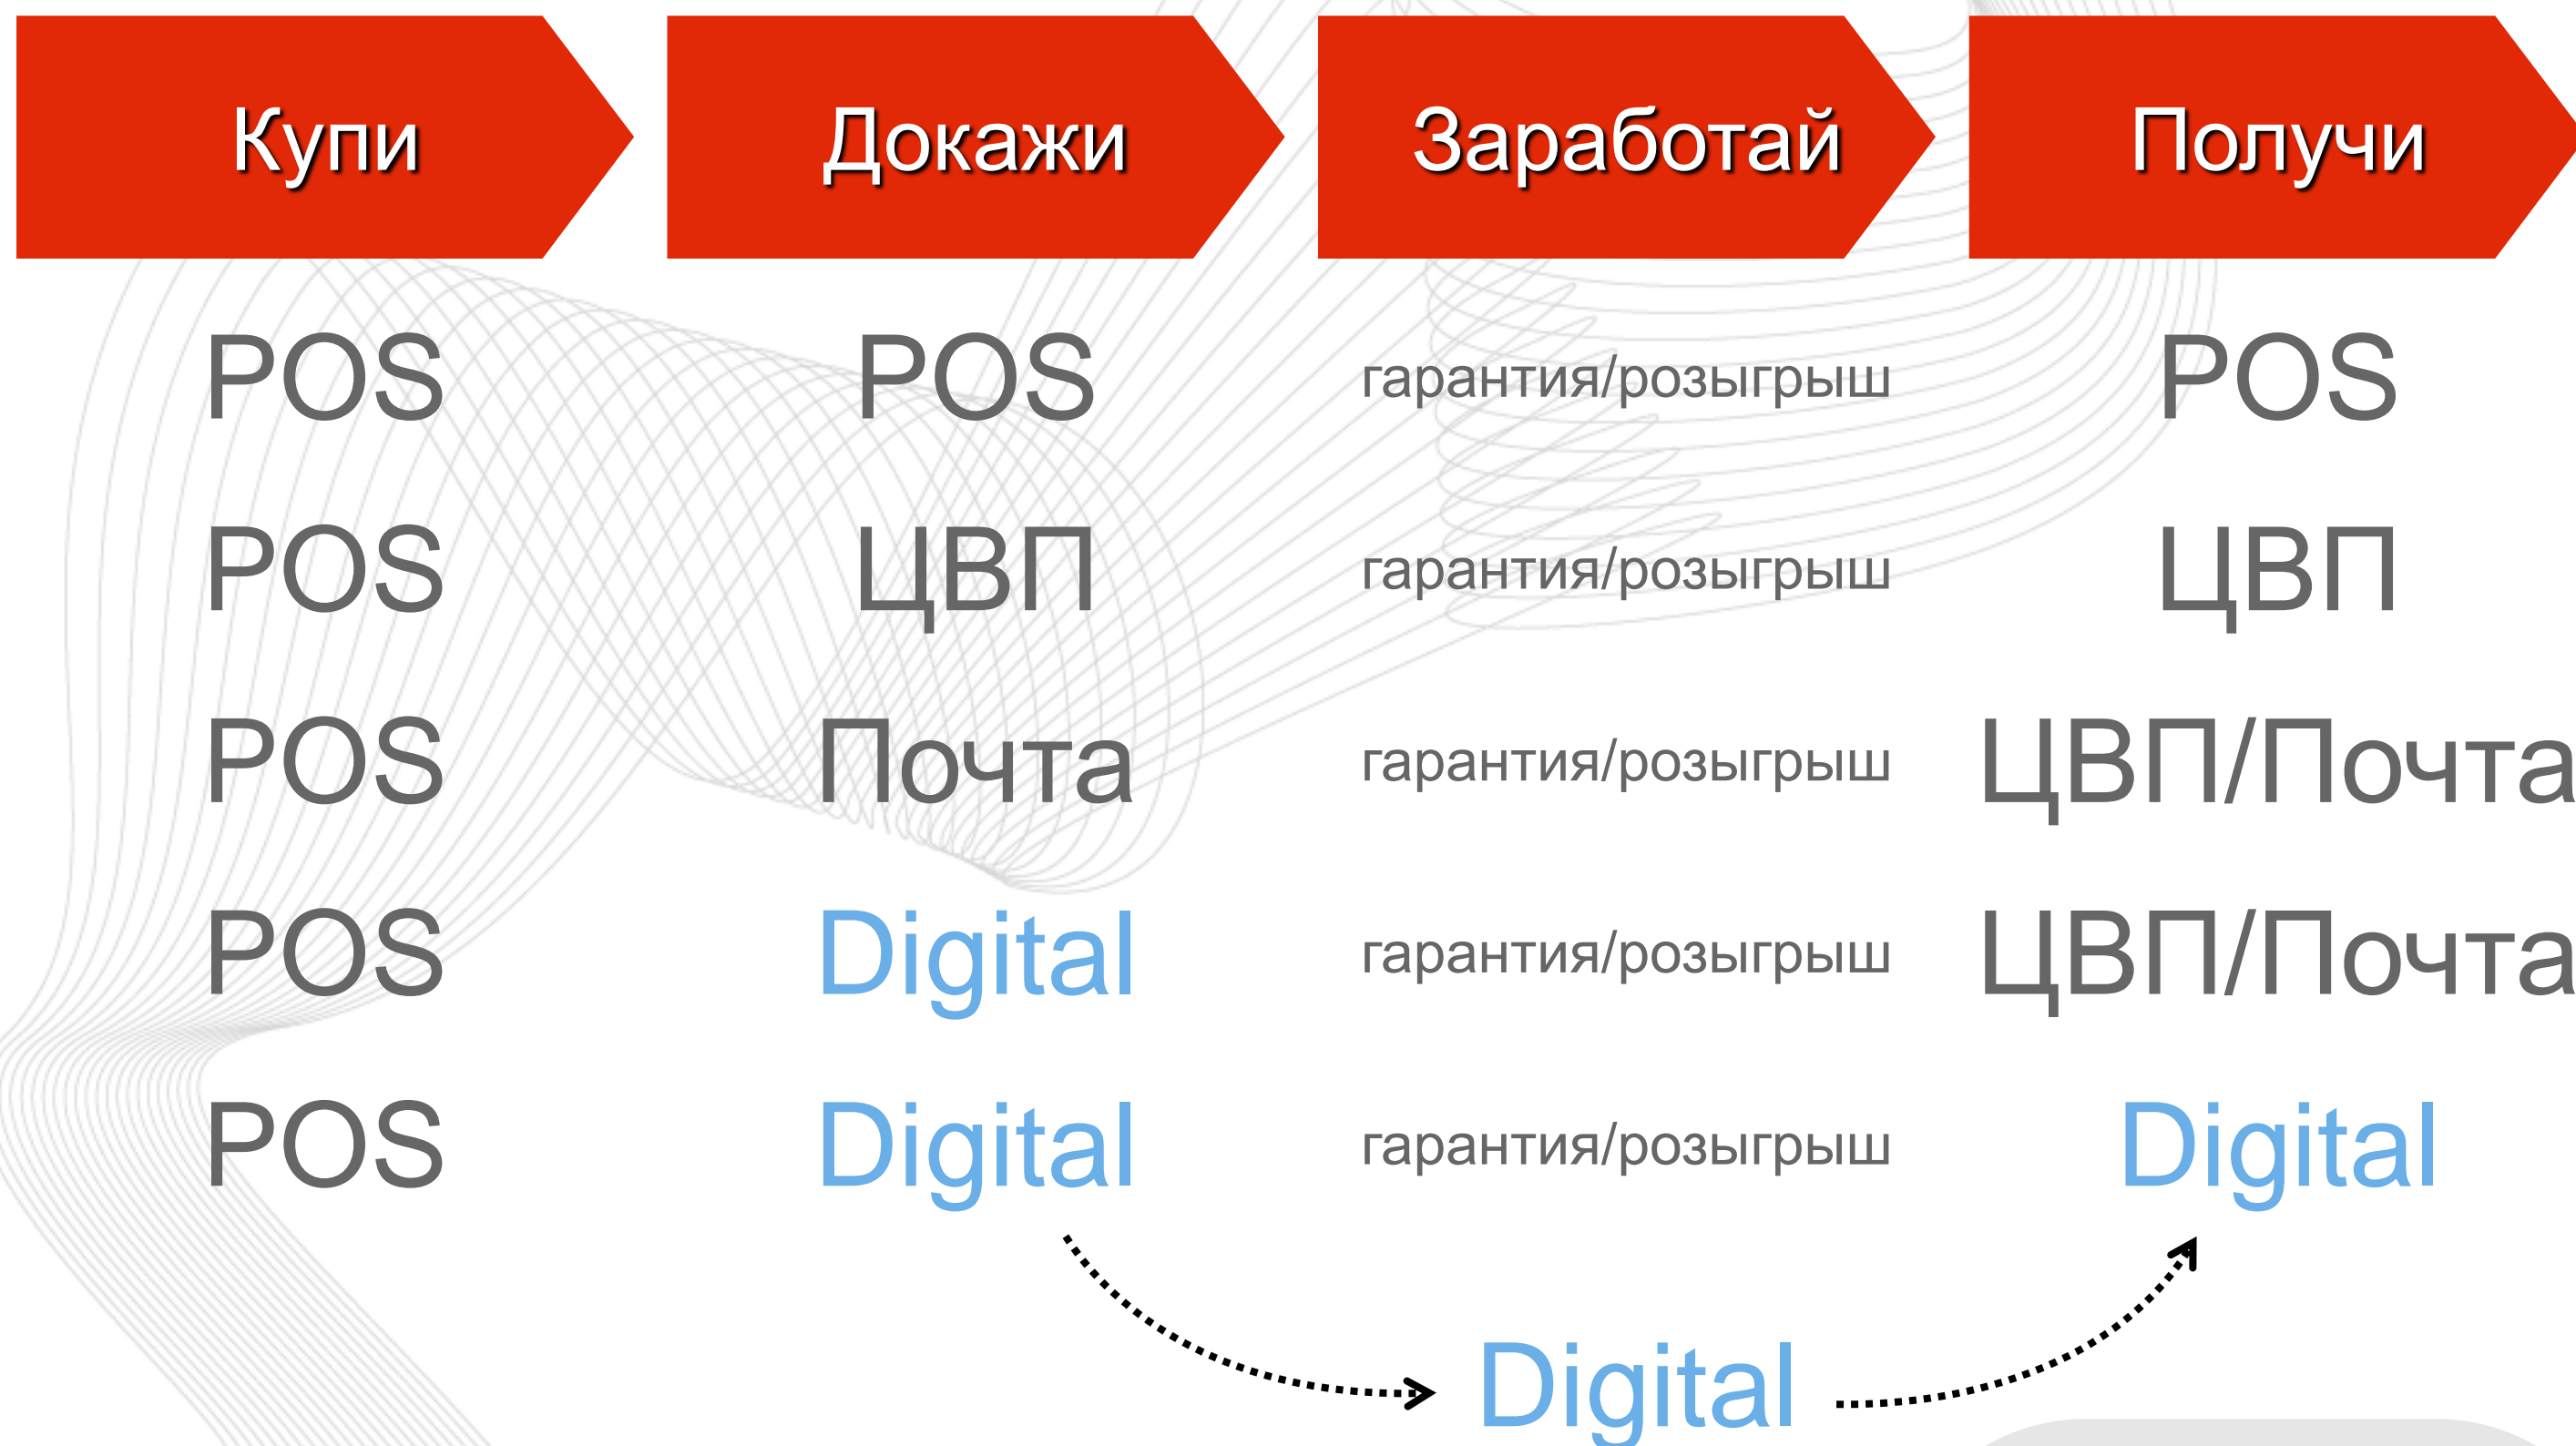 Купи Докажи Заработай Получи
POS POS гарантия/розыгрыш POS
POS ЦВП гарантия/розыгрыш ЦВП
POS Почта гарантия/розыгрыш ЦВП/Почта
POS Digital гарантия/розыгрыш ЦВП/Почта
POS Digital гарантия/розыгрыш Digital
Digital